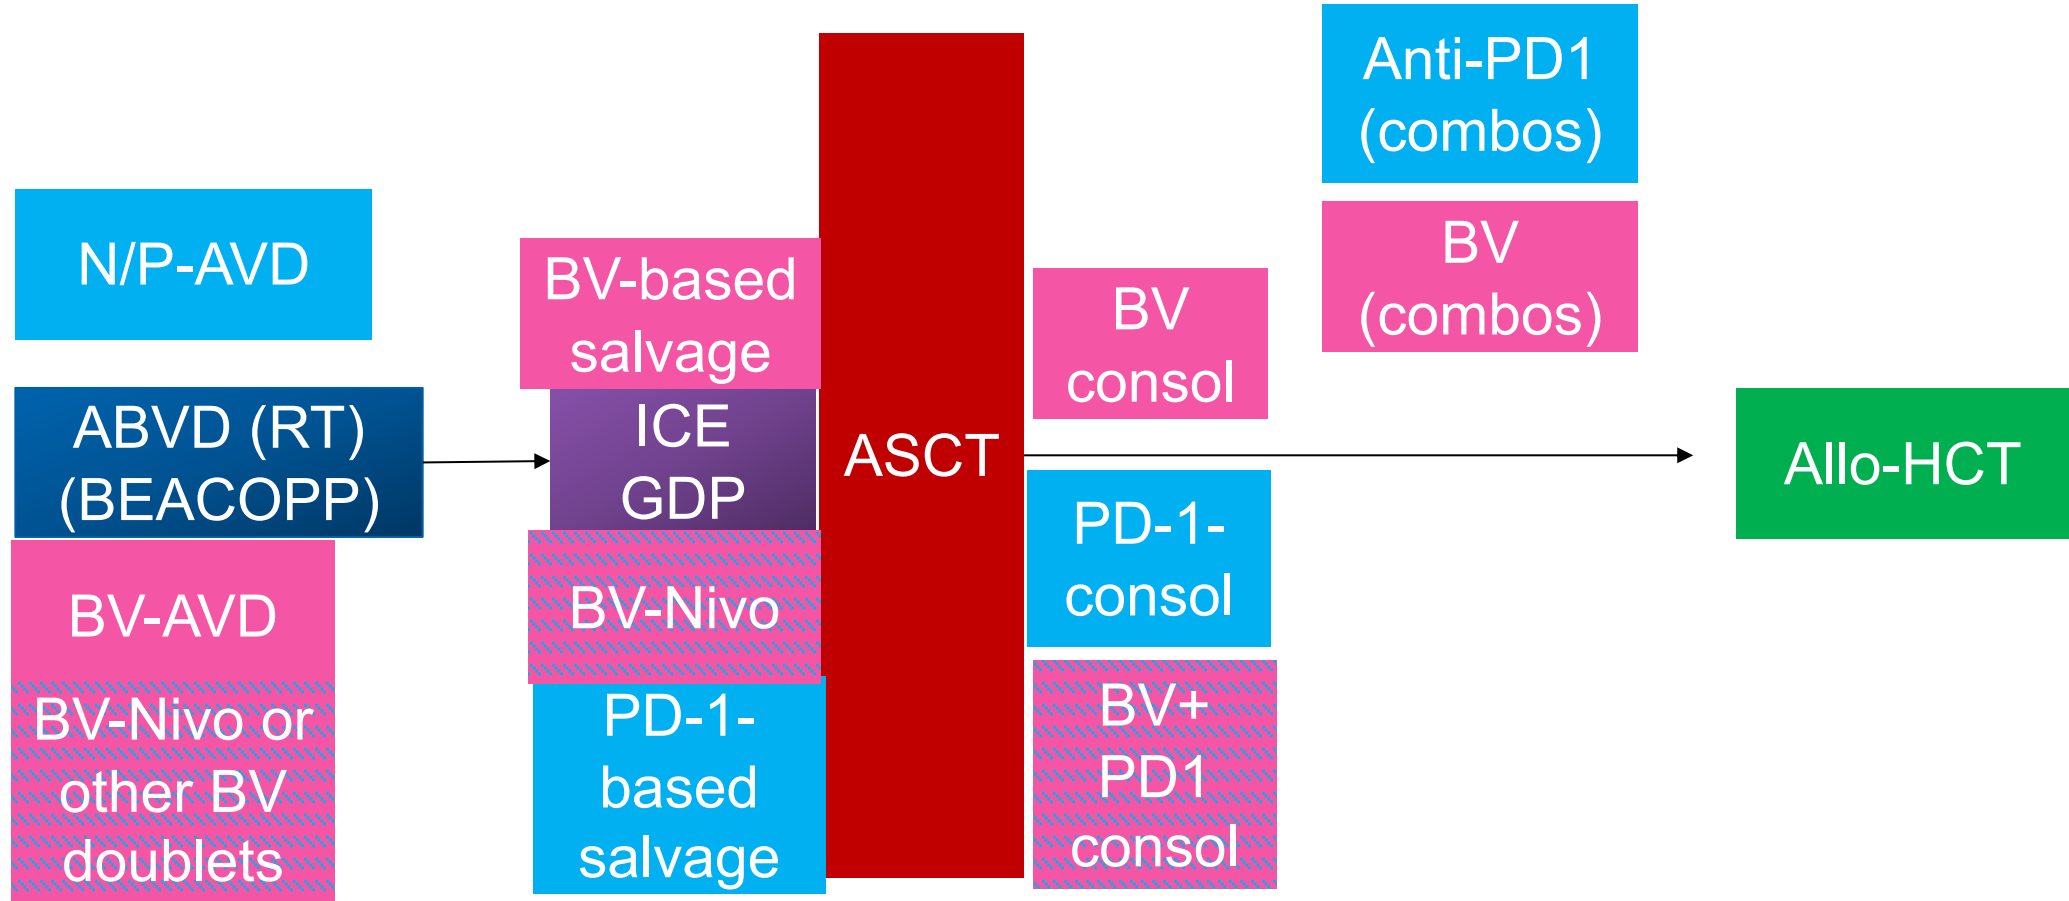 N/P-AVD
ABVD (RT)
(BEACOPP)
BV-AVD
BV-Nivo or
other BV
doublets
BV-based
salvage
ICE
GDP
BV-Nivo
PD-1-
based
salvage
ASCT
BV
consol
PD-1-
consol
BV+
PD1
consol
Anti-PD1
(combos)
BV
(combos)
Allo-HCT